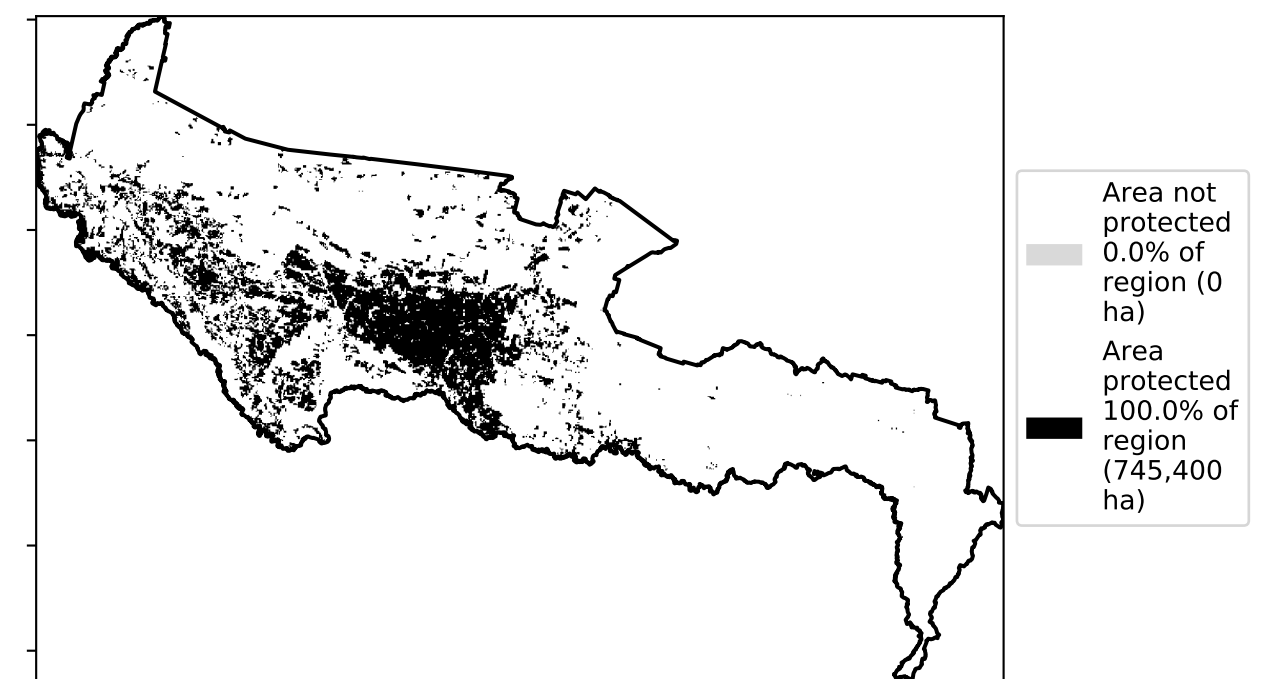 Area not
protected
0.0% of
region (0
ha)
Area
protected
100.0% of
region
(745,400
ha)